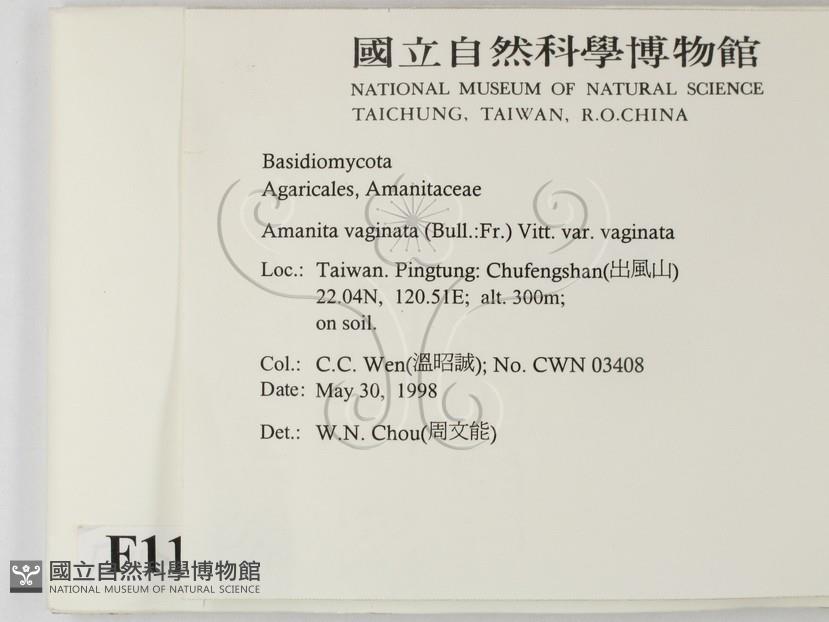 國立自然科學博物館
NATIONAL MUSEUM OF NATURAL SCIENCE
TAICHUNG, TAIWAN, R.O.CHINA
Basidiomycota
Agaricales, Amanitaceae
Amanita vaginata (Bull.:Fr.) Vitt. var. vaginata
Loc.: Taiwan. Pingtung: Chufengshan(出風山)
22.04N, 120.51E; alt. 300m;
on soil.
Col.: C.C. Wen(溫昭誠); No. CWN 03408
Date: May 30, 1998
Det.: W.N. Chou(周文能)
F11
國立自然科學博物館
NATIONAL MUSEUM OF NATURAL SCIENCE